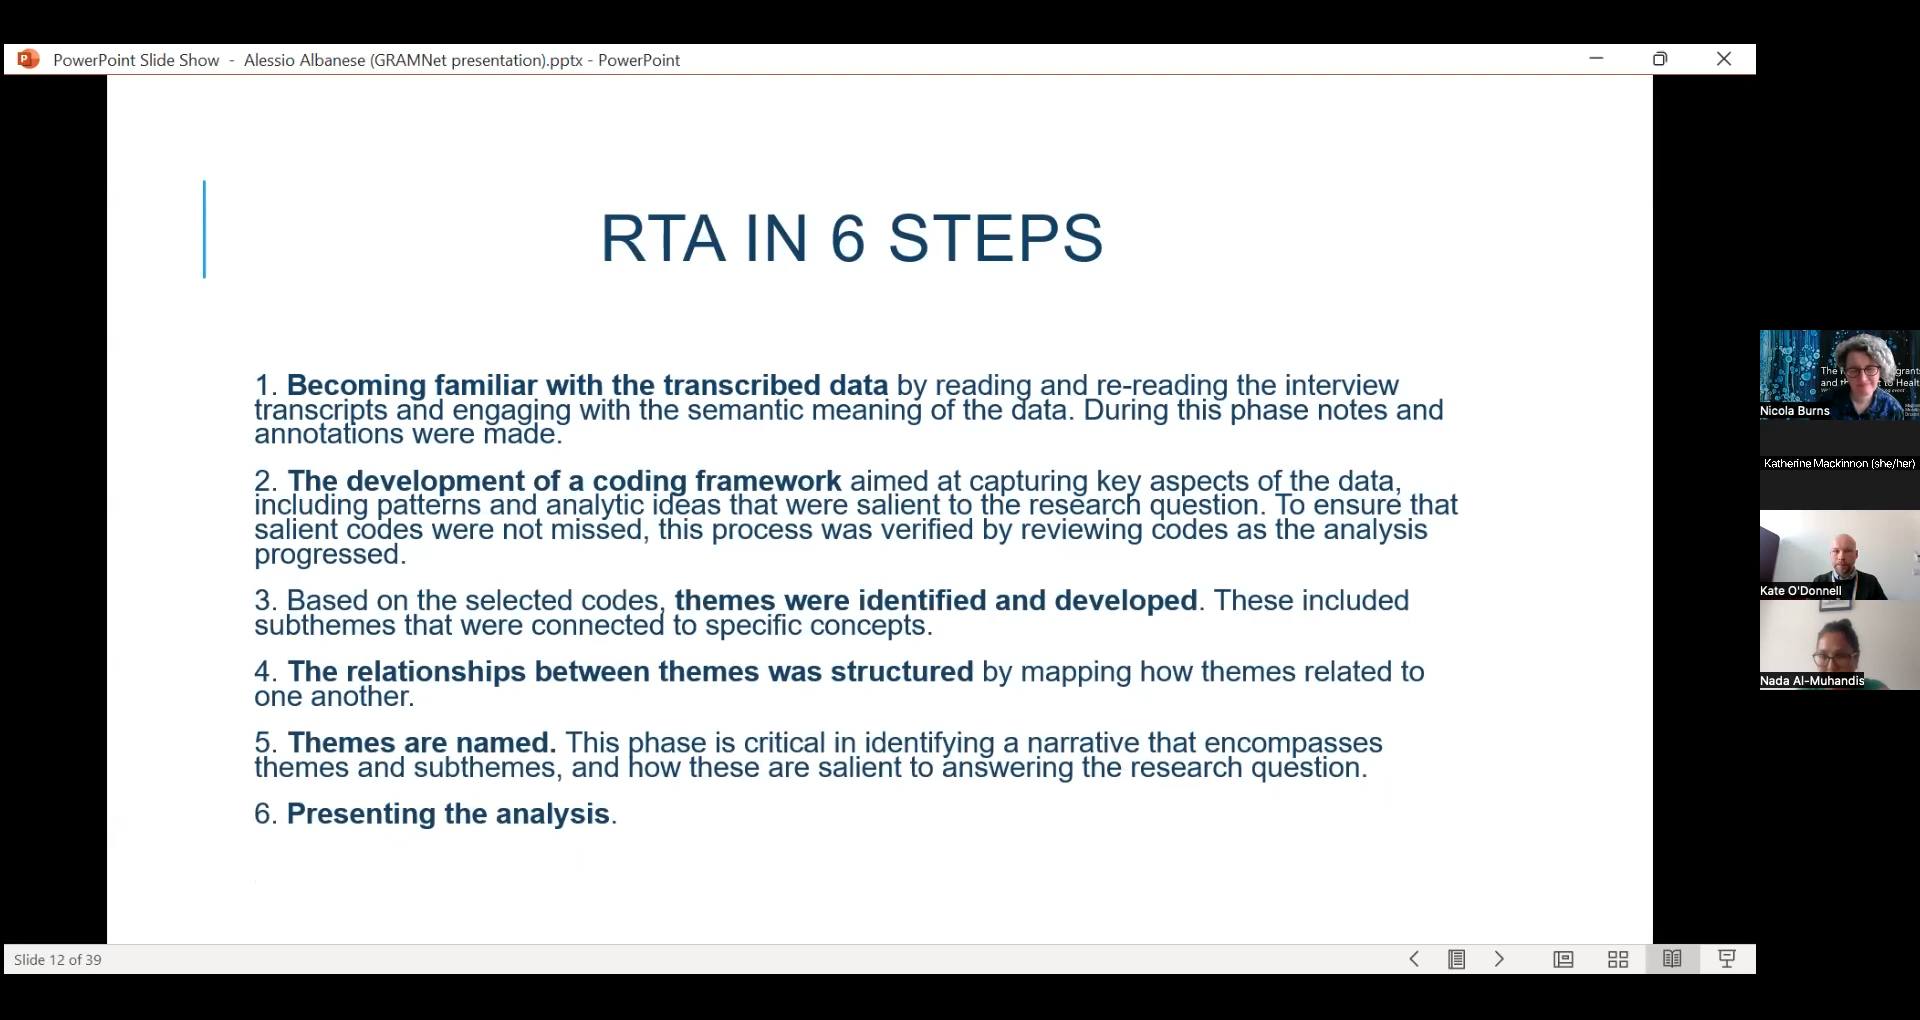 PowerPoint Slide Show - Alessio Albanese (GRAMNet presentation).pptx - PowerPoint
RTA IN 6 STEPS
1. Becoming familiar with the transcribed data by reading and re-reading the interview
transcripts and engaging with the semantic meaning of the data. During this phase notes and
annotations were made.
2. The development of a coding framework aimed at capturing key aspects of the data,
including patterns and analytic ideas that were salient to the research question. To ensure that
salient codes were not missed, this process was verified by reviewing codes as the analysis
progressed.
3. Based on the selected codes, themes were identified and developed. These included
subthemes that were connected to specific concepts.
4. The relationships between themes was structured by mapping how themes related to
one another.
5. Themes are named. This phase is critical in identifying a narrative that encompasses
themes and subthemes, and how these are salient to answering the research question.
6. Presenting the analysis.
Slide 12 of 39
The
and
Nicola Burns
Katherine Mackinnon (she/her)
Kate O'Donnell
Nada Al-Muhandis